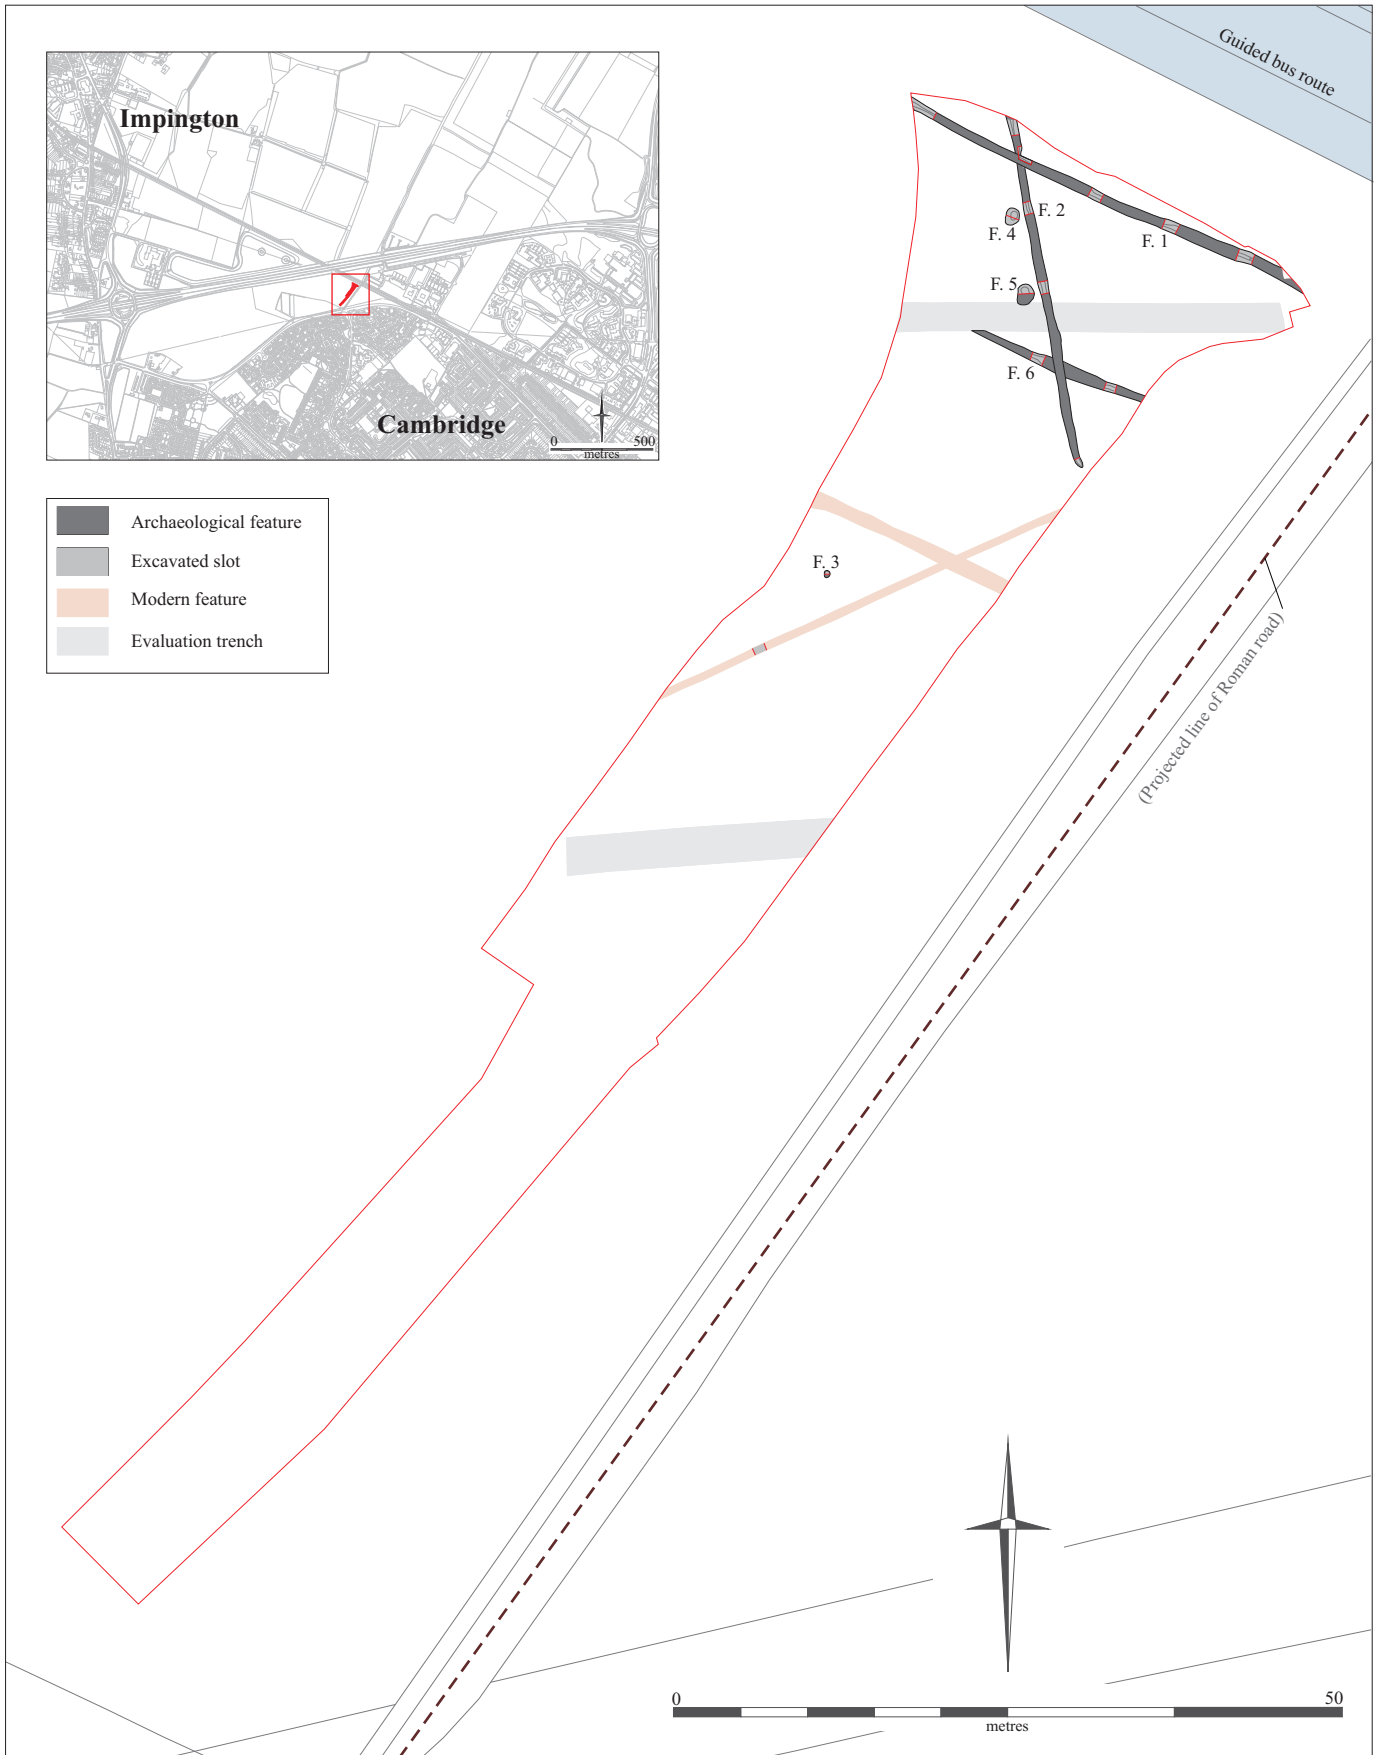 Guided bus route
Impington
Cambridge
0 500
metres
Archaeological feature
Excavated slot
Modern feature
Evaluation trench
F. 2
F. 4
F. 1
F. 5
F. 6
F. 3
(Projected line of Roman road)
0 50
metres